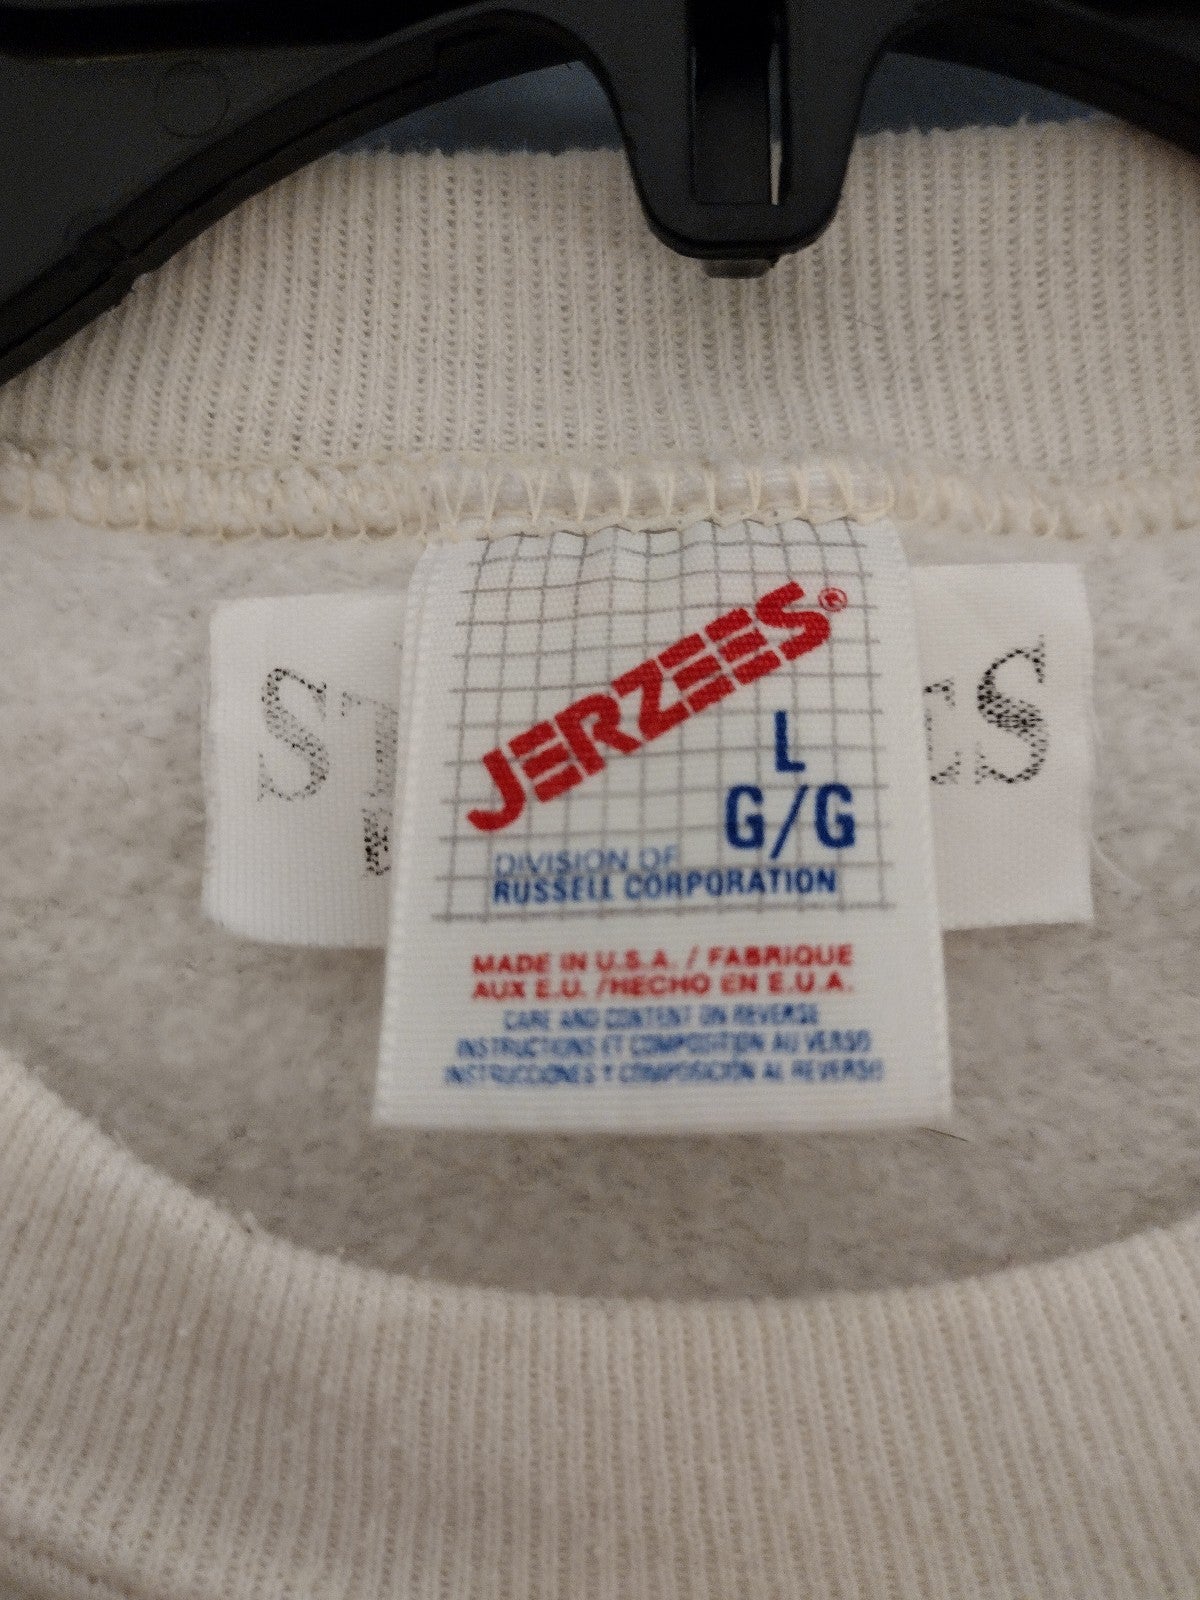 JERZEES®
L
G/G
DIVISION OF
RUSSELL CORPORATION
MADE IN U.S.A. / FABRIQUE
AUX E.U. /HECHO EN E.U.A.
CARE AND CONTENT ON REVERSE
INSTRUCTIONS ET COMPOSITION AU VERSO
INSTRUCCIONES Y COMPOSICIÓN AL REVERSO